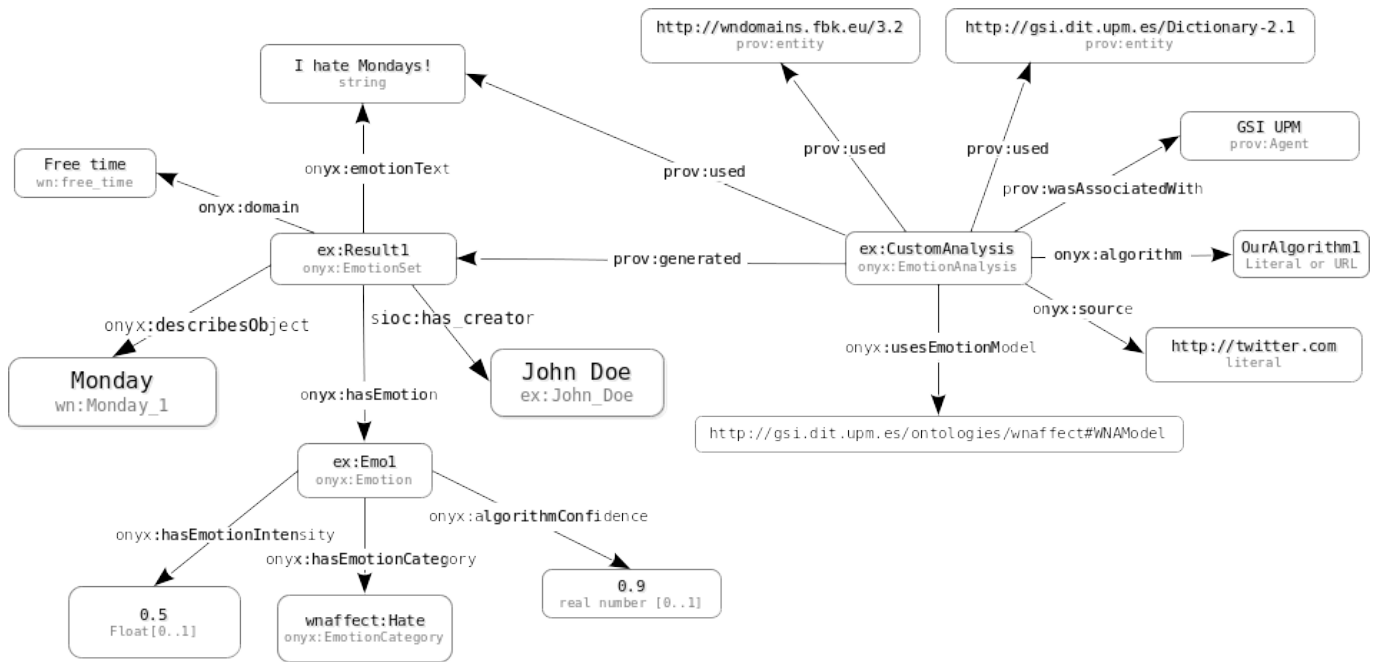 http://wndomains.fbk.eu/3.2
prov:entity
http://gsi.dit.upm.es/Dictionary-2.1
prov:entity
I hate Mondays!
string
GSI UPM
prov:Agent
Free time
wn:free_time
onyx:emotionText
prov:used
prov:used
prov:used
prov:wasAssociatedWith
onyx:domain
ex:Result1
onyx:EmotionSet
prov:generated
ex:CustomAnalysis
onyx:EmotionAnalysis
onyx:algorithm
OurAlgorithm1
Literal or URL
onyx:describesObject
sioc:has_creator
onyx:source
onyx:usesEmotionModel
http://twitter.com
literal
Monday
wn:Monday_1
John Doe
ex:John_Doe
onyx:hasEmotion
http://gsi.dit.upm.es/ontologies/wnaffect#WNAModel
ex:Emo1
onyx:Emotion
onyx:algorithmConfidence
onyx:hasEmotionIntensity
onyx:hasEmotionCategory
0.5
Float[0..1]
wnaffect:Hate
onyx:EmotionCategory
0.9
real number [0..1]